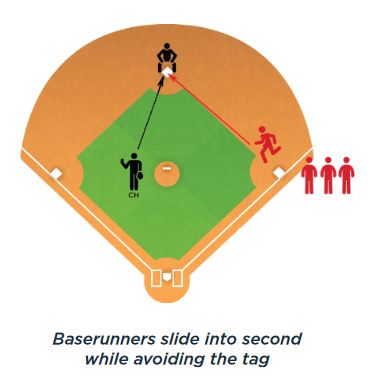 CH
Baserunners slide into second
while avoiding the tag